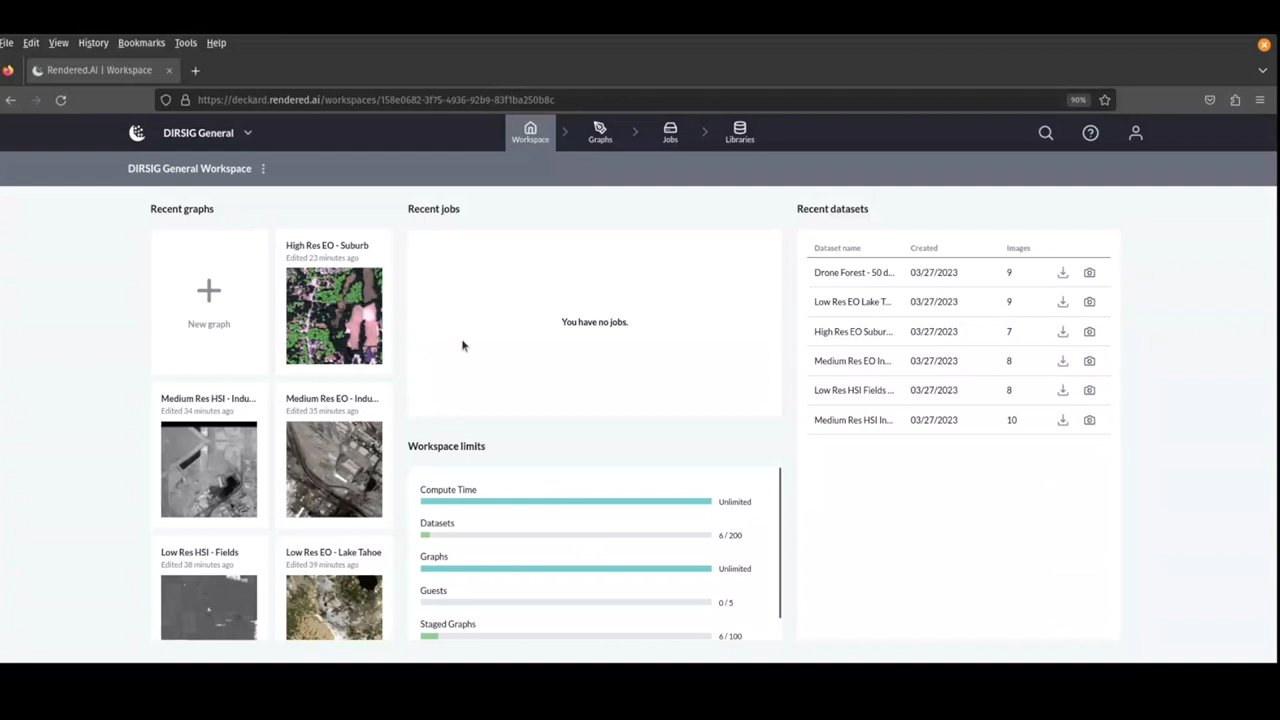 File Edit View History Bookmarks Tools Help
Rendered.AI | Workspace
https://deckard.rendered.ai/workspaces/158e0682-3f75-4936-92b9-83f1ba250b8c
90%
DIRSIG General
Workspace
Graphs
Jobs
Libraries
DIRSIG General Workspace
Recent graphs
New graph
High Res EO - Suburb
Edited 23 minutes ago
Medium Res HSI - Indu...
Edited 34 minutes ago
Medium Res EO - Indu...
Edited 35 minutes ago
Low Res HSI - Fields
Edited 38 minutes ago
Low Res EO - Lake Tahoe
Edited 39 minutes ago
Recent jobs
You have no jobs.
Workspace limits
Compute Time
Unlimited
Datasets
6 / 200
Graphs
Unlimited
Guests
0 / 5
Staged Graphs
6 / 100
Recent datasets
Dataset name Created Images
Drone Forest - 50 d... 03/27/2023 9
Low Res EO Lake T... 03/27/2023 9
High Res EO Subur... 03/27/2023 7
Medium Res EO In... 03/27/2023 8
Low Res HSI Fields ... 03/27/2023 8
Medium Res HSI In... 03/27/2023 10